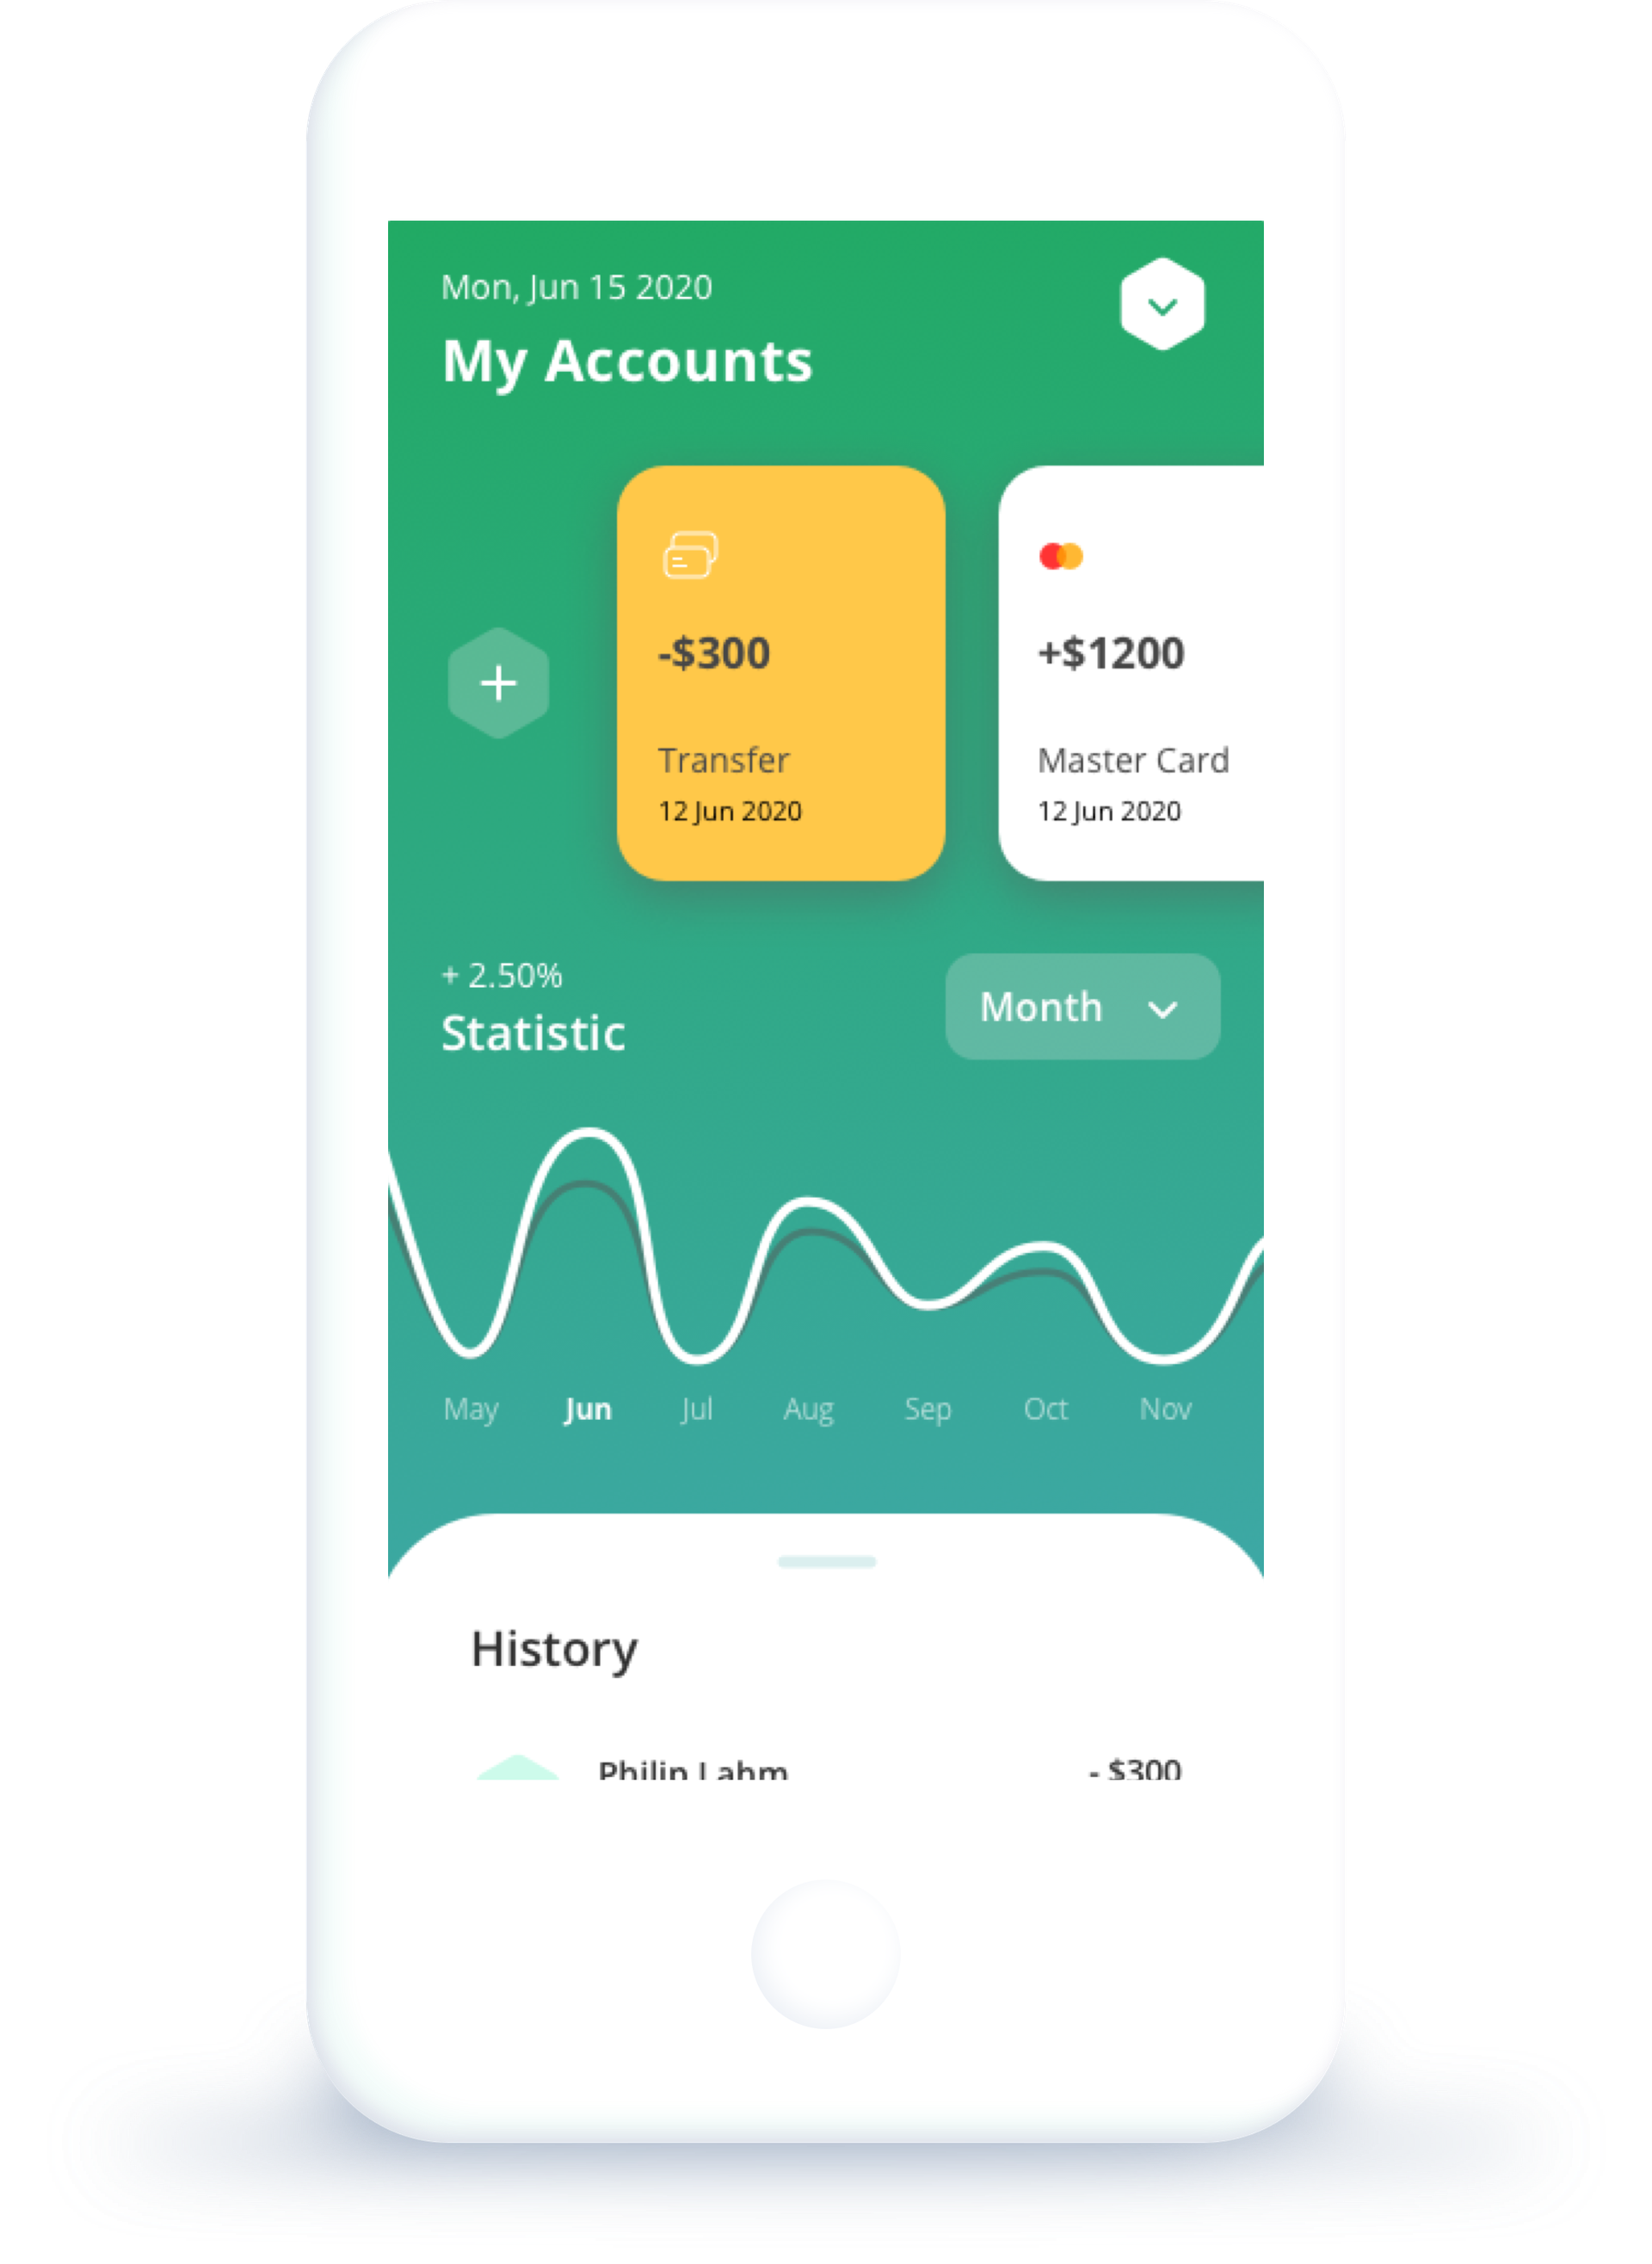 Mon, Jun 15 2020
My Accounts
-$300
Transfer
12 Jun 2020
+$1200
Master Card
12 Jun 2020
+ 2.50%
Statistic
Month
May Jun Jul Aug Sep Oct Nov
History
Philip Lahm - $300